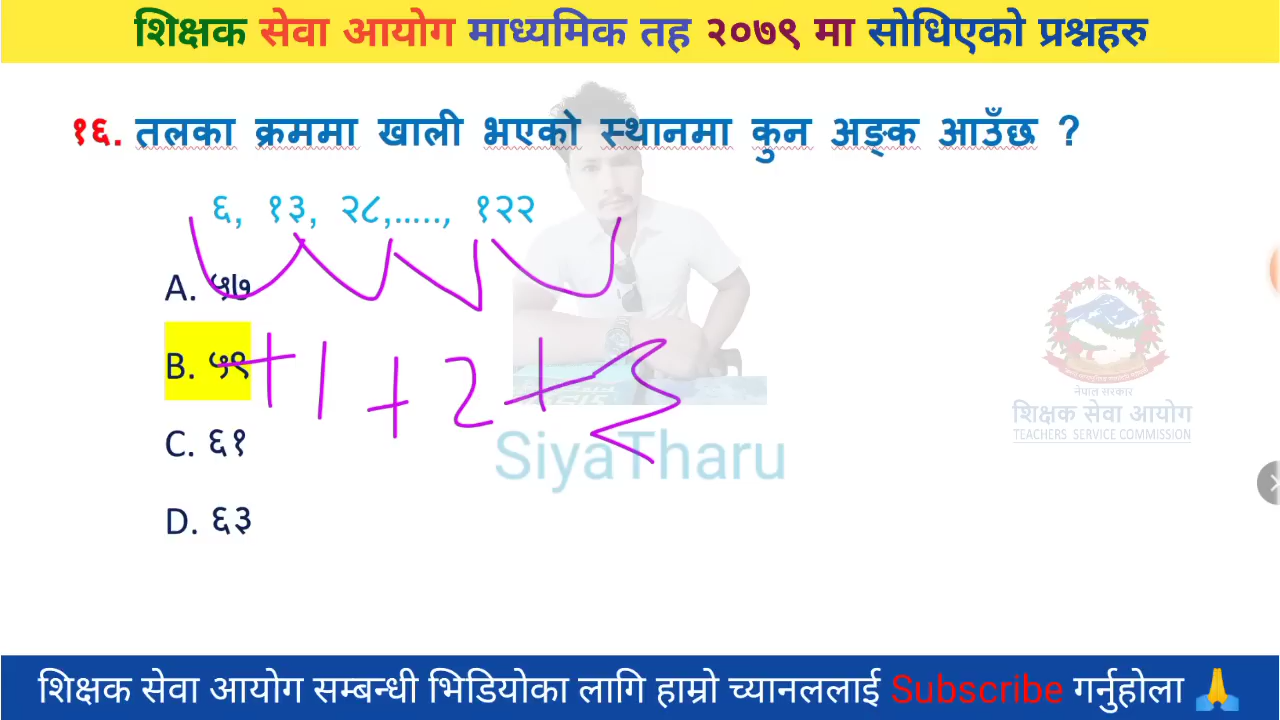 शिक्षक सेवा आयोग माध्यमिक तह २०७९ मा सोधिएको प्रश्नहरु
१६. तलका क्रममा खाली भएको स्थानमा कुन अङ्क आउँछ ?
६, १३, २८,....., १२२
A. ५७
B. ५९
+1 +2 +3
C. ६१
D. ६३
SiyaTharu
नेपाल सरकार
शिक्षक सेवा आयोग
TEACHERS SERVICE COMMISSION
शिक्षक सेवा आयोग सम्बन्धी भिडियोका लागि हाम्रो च्यानललाई Subscribe गर्नुहोला 🙏